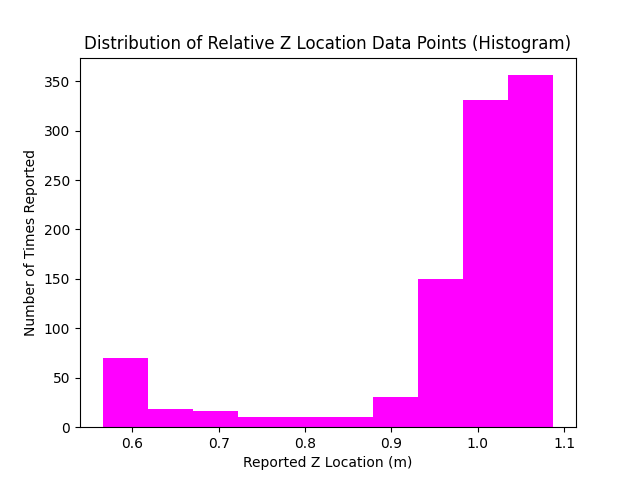 Distribution of Relative Z Location Data Points (Histogram)
Number of Times Reported
350
300
250
200
150
100
50
0
0.6 0.7 0.8 0.9 1.0 1.1
Reported Z Location (m)